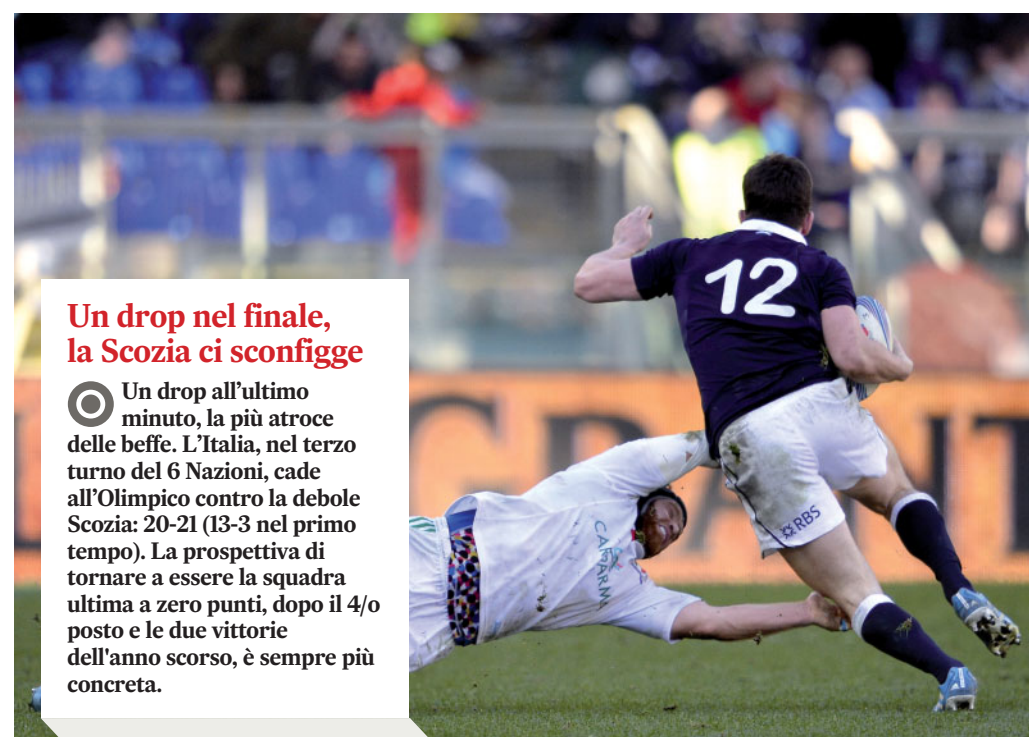 Un drop nel finale,
la Scozia ci sconfigge
Un drop all'ultimo
minuto, la più atroce
delle beffe. L'Italia, nel terzo
turno del 6 Nazioni, cade
all'Olimpico contro la debole
Scozia: 20-21 (13-3 nel primo
tempo). La prospettiva di
tornare a essere la squadra
ultima a zero punti, dopo il 4/o
posto e le due vittorie
dell'anno scorso, è sempre più
concreta.
12
RBS
CARIPARMA